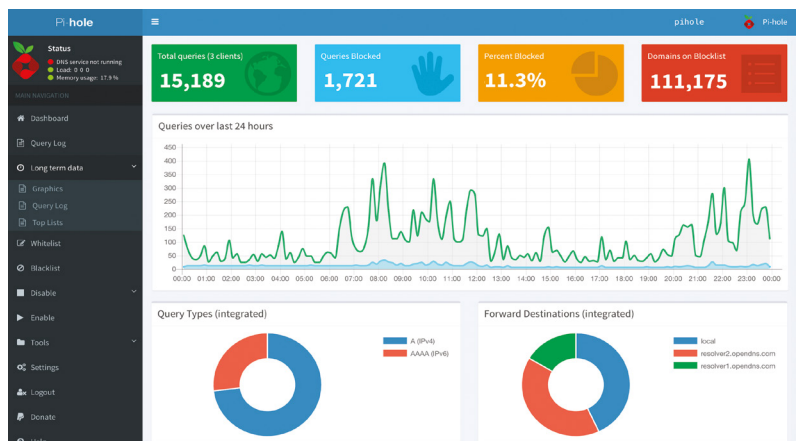 Pi-hole
pihole
Pi-hole
Status
DNS service not running
Load: 0 0 0
Memory usage: 17.9 %
MAIN NAVIGATION
Dashboard
Query Log
Long term data
Graphics
Query Log
Top Lists
Whitelist
Blacklist
Disable
Enable
Tools
Settings
Logout
Donate
Total queries (3 clients)
15,189
Queries Blocked
1,721
Percent Blocked
11.3%
Domains on Blocklist
111,175
Queries over last 24 hours
450
400
350
300
250
200
150
100
50
0
00:00 01:00 02:00 03:00 04:00 05:00 06:00 07:00 08:00 09:00 10:00 11:00 12:00 13:00 14:00 15:00 16:00 17:00 18:00 19:00 20:00 21:00 22:00 23:00 00:00
Query Types (integrated)
A (IPv4)
AAAA (IPv6)
Forward Destinations (integrated)
local
resolver2.opendns.com
resolver1.opendns.com